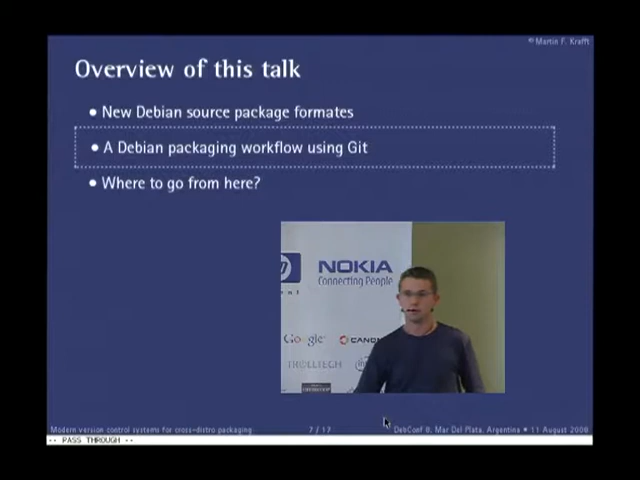 © Martin F. Krafft
Overview of this talk
New Debian source package formates
A Debian packaging workflow using Git
Where to go from here?
NOKIA
Connecting People
Google
CANON
TROLLTECH
Modern version control systems for cross-distro packaging
7 / 17
DebConf 8, Mar Del Plata, Argentina • 11 August 2008
-- PASS THROUGH --